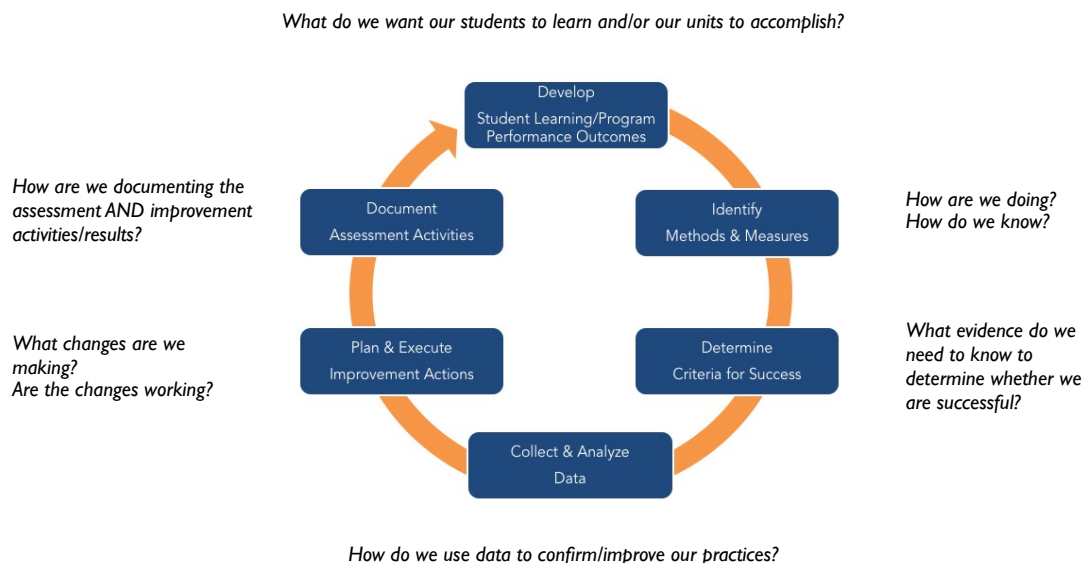 What do we want our students to learn and/or our units to accomplish?
Develop
Student Learning/Program
Performance Outcomes
How are we documenting the
assessment AND improvement
activities/results?
Document
Assessment Activities
Identify
Methods & Measures
How are we doing?
How do we know?
What changes are we
making?
Are the changes working?
Plan & Execute
Improvement Actions
Determine
Criteria for Success
What evidence do we
need to know to
determine whether we
are successful?
Collect & Analyze
Data
How do we use data to confirm/improve our practices?